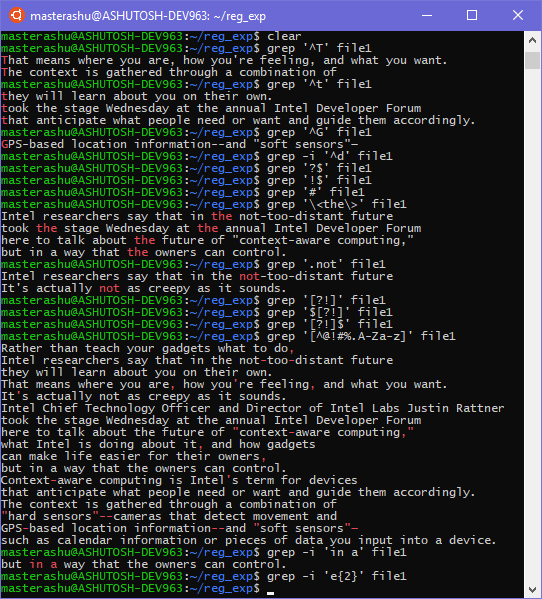 masterashu@ASHUTOSH-DEV963: ~/reg_exp
masterashu@ASHUTOSH-DEV963:~/reg_exp$ clear
masterashu@ASHUTOSH-DEV963:~/reg_exp$ grep '^T' file1
That means where you are, how you're feeling, and what you want.
The context is gathered through a combination of
masterashu@ASHUTOSH-DEV963:~/reg_exp$ grep '^t' file1
they will learn about you on their own.
took the stage Wednesday at the annual Intel Developer Forum
that anticipate what people need or want and guide them accordingly.
masterashu@ASHUTOSH-DEV963:~/reg_exp$ grep '^G' file1
GPS-based location information--and "soft sensors"—
masterashu@ASHUTOSH-DEV963:~/reg_exp$ grep -i '^d' file1
masterashu@ASHUTOSH-DEV963:~/reg_exp$ grep '?$' file1
masterashu@ASHUTOSH-DEV963:~/reg_exp$ grep '!$' file1
masterashu@ASHUTOSH-DEV963:~/reg_exp$ grep '#' file1
masterashu@ASHUTOSH-DEV963:~/reg_exp$ grep '\<the\>' file1
Intel researchers say that in the not-too-distant future
took the stage Wednesday at the annual Intel Developer Forum
here to talk about the future of "context-aware computing,"
but in a way that the owners can control.
masterashu@ASHUTOSH-DEV963:~/reg_exp$ grep '.not' file1
Intel researchers say that in the not-too-distant future
It's actually not as creepy as it sounds.
masterashu@ASHUTOSH-DEV963:~/reg_exp$ grep '[?!]' file1
masterashu@ASHUTOSH-DEV963:~/reg_exp$ grep '$[?!]' file1
masterashu@ASHUTOSH-DEV963:~/reg_exp$ grep '[?!]$' file1
masterashu@ASHUTOSH-DEV963:~/reg_exp$ grep '[^@!#%.A-Za-z]' file1
Rather than teach your gadgets what to do,
Intel researchers say that in the not-too-distant future
they will learn about you on their own.
That means where you are, how you're feeling, and what you want.
It's actually not as creepy as it sounds.
Intel Chief Technology Officer and Director of Intel Labs Justin Rattner
took the stage Wednesday at the annual Intel Developer Forum
here to talk about the future of "context-aware computing,"
what Intel is doing about it, and how gadgets
can make life easier for their owners,
but in a way that the owners can control.
Context-aware computing is Intel's term for devices
that anticipate what people need or want and guide them accordingly.
The context is gathered through a combination of
"hard sensors"--cameras that detect movement and
GPS-based location information--and "soft sensors"—
such as calendar information or pieces of data you input into a device.
masterashu@ASHUTOSH-DEV963:~/reg_exp$ grep -i 'in a' file1
but in a way that the owners can control.
masterashu@ASHUTOSH-DEV963:~/reg_exp$ grep -i 'e{2}' file1
masterashu@ASHUTOSH-DEV963:~/reg_exp$